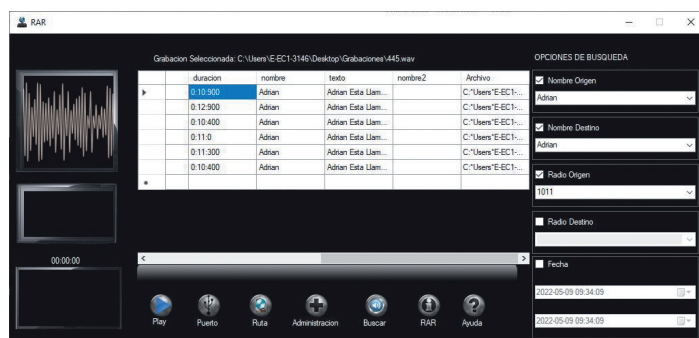 RAR
Grabacion Seleccionada: C:\Users\E-EC1-3146\Desktop\Grabaciones\445.wav
OPCIONES DE BUSQUEDA
duracion nombre texto nombre2 Archivo
0:10:900 Adrian Adrian Esta Llam... C:"Users"E-EC1-...
0:12:900 Adrian Adrian Esta Llam... C:"Users"E-EC1-...
0:10:400 Adrian Adrian Esta Llam... C:"Users"E-EC1-...
0:11:0 Adrian Adrian Esta Llam... C:"Users"E-EC1-...
0:11:300 Adrian Adrian Esta Llam... C:"Users"E-EC1-...
0:10:400 Adrian Adrian Esta Llam... C:"Users"E-EC1-...
Nombre Origen
Adrian
Nombre Destino
Adrian
Radio Origen
1011
Radio Destino
Fecha
2022-05-09 09:34:09
2022-05-09 09:34:09
00:00:00
Play Puerto Ruta Administracion Buscar RAR Ayuda